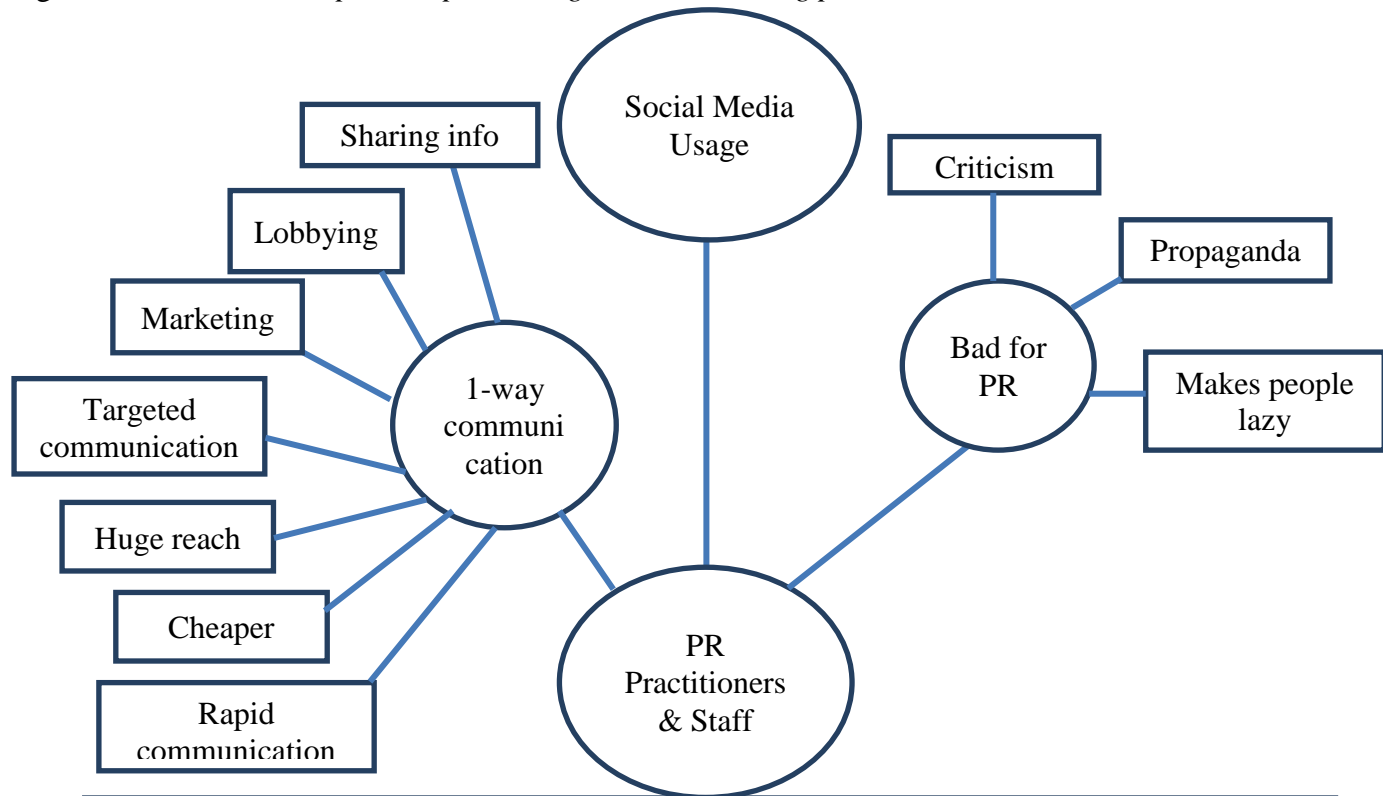 Social Media
Usage
Sharing info
Criticism
Lobbying
Propaganda
Marketing
Bad for
PR
1-way
communi
cation
Makes people
lazy
Targeted
communication
Huge reach
Cheaper
PR
Practitioners
& Staff
Rapid
communication